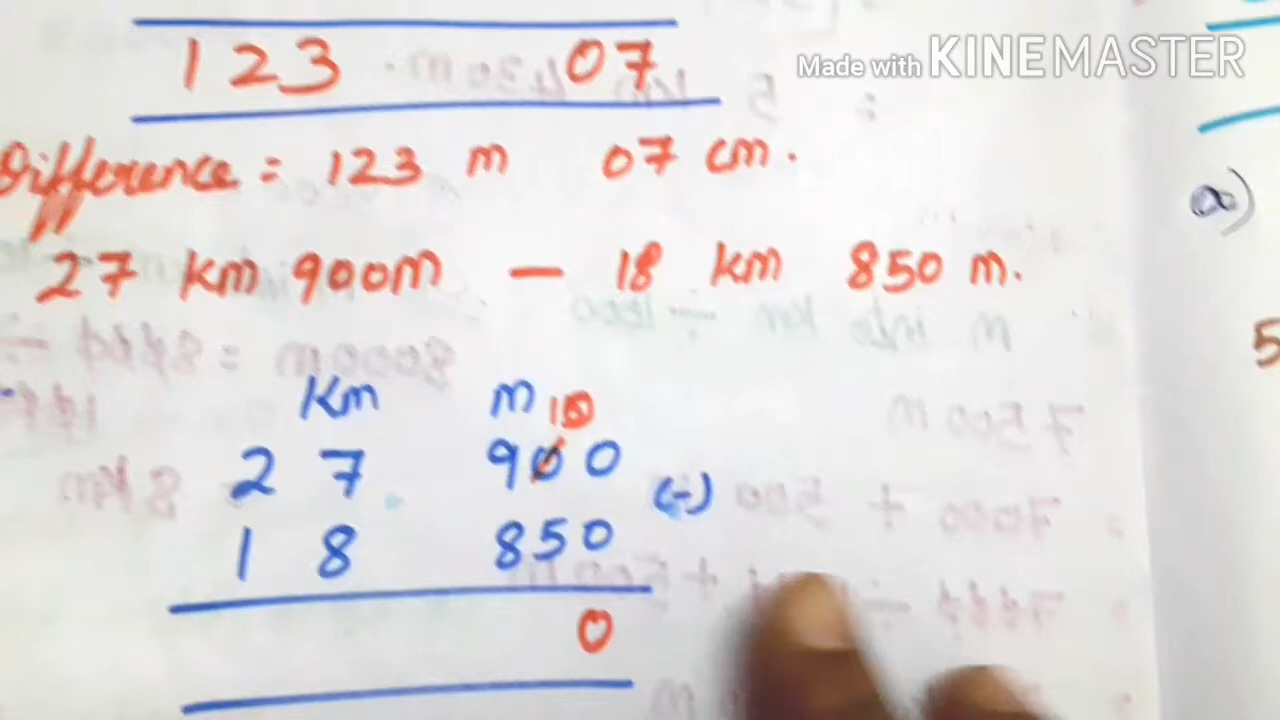 123 07
Made with KINEMASTER
Difference = 123 m 07 cm.
27 km 900m — 18 km 850 m.
Km m 10
2 7 900 (-)
1 8 850
0
a)
5